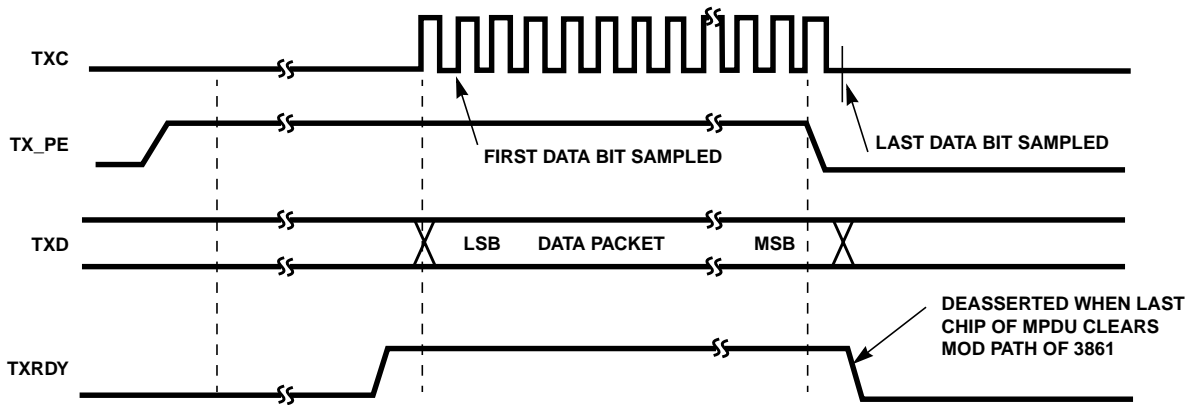 TXC
TX_PE
FIRST DATA BIT SAMPLED
LAST DATA BIT SAMPLED
TXD
LSB
DATA PACKET
MSB
TXRDY
DEASSERTED WHEN LAST
CHIP OF MPDU CLEARS
MOD PATH OF 3861